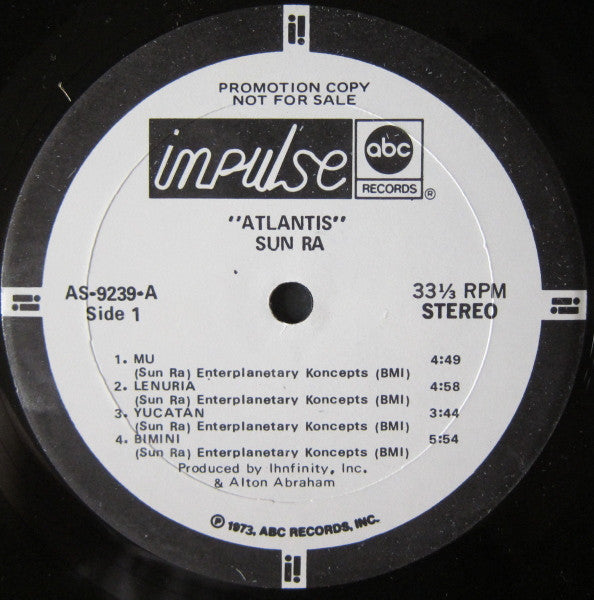 i!
PROMOTION COPY
NOT FOR SALE
impulse
abc
RECORDS®
"ATLANTIS"
SUN RA
AS-9239-A
Side 1
33⅓ RPM
STEREO
1. MU 4:49
(Sun Ra) Enterplanetary Koncepts (BMI)
2. LENURIA 4:58
(Sun Ra) Enterplanetary Koncepts (BMI)
3. YUCATAN 3:44
(Sun Ra) Enterplanetary Koncepts (BMI)
4. BIMINI 5:54
(Sun Ra) Enterplanetary Koncepts (BMI)
Produced by Ihnfinity, Inc.
& Alton Abraham
℗ 1973, ABC RECORDS, INC.
i!
i!
i!